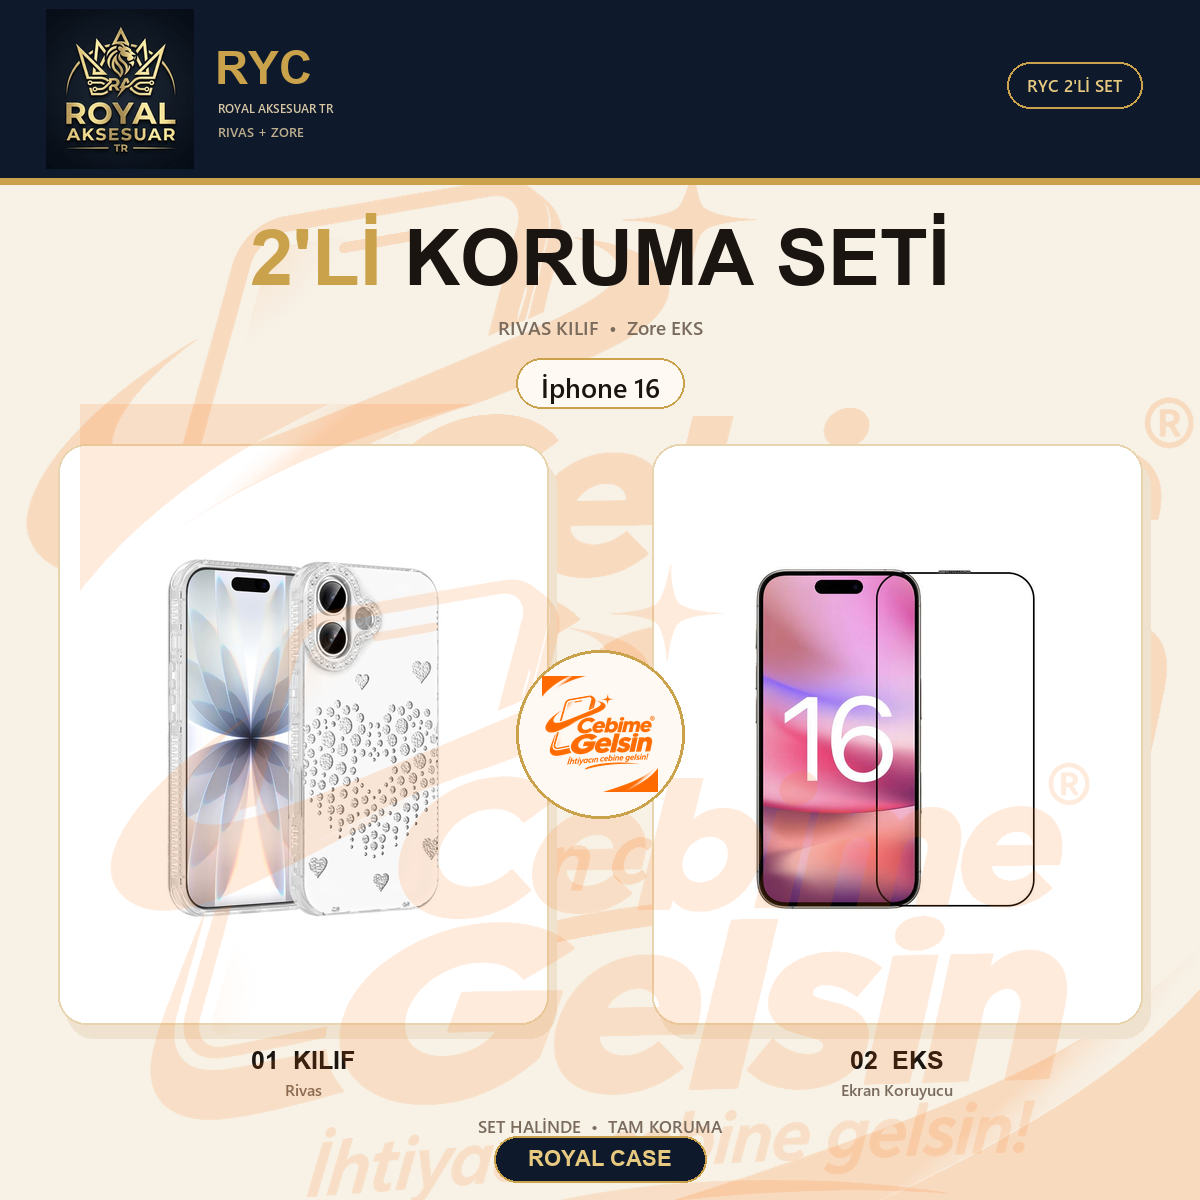 ROYAL
AKSESUAR
TR
RYC
ROYAL AKSESUAR TR
RIVAS + ZORE
RYC 2'Lİ SET
2'Lİ KORUMA SETİ
RIVAS KILIF • Zore EKS
İphone 16
16
Cebime®
Gelsin
İhtiyacın cebine gelsin!
Cebime®
Gelsin
01 KILIF
Rivas
02 EKS
Ekran Koruyucu
SET HALİNDE • TAM KORUMA
ROYAL CASE